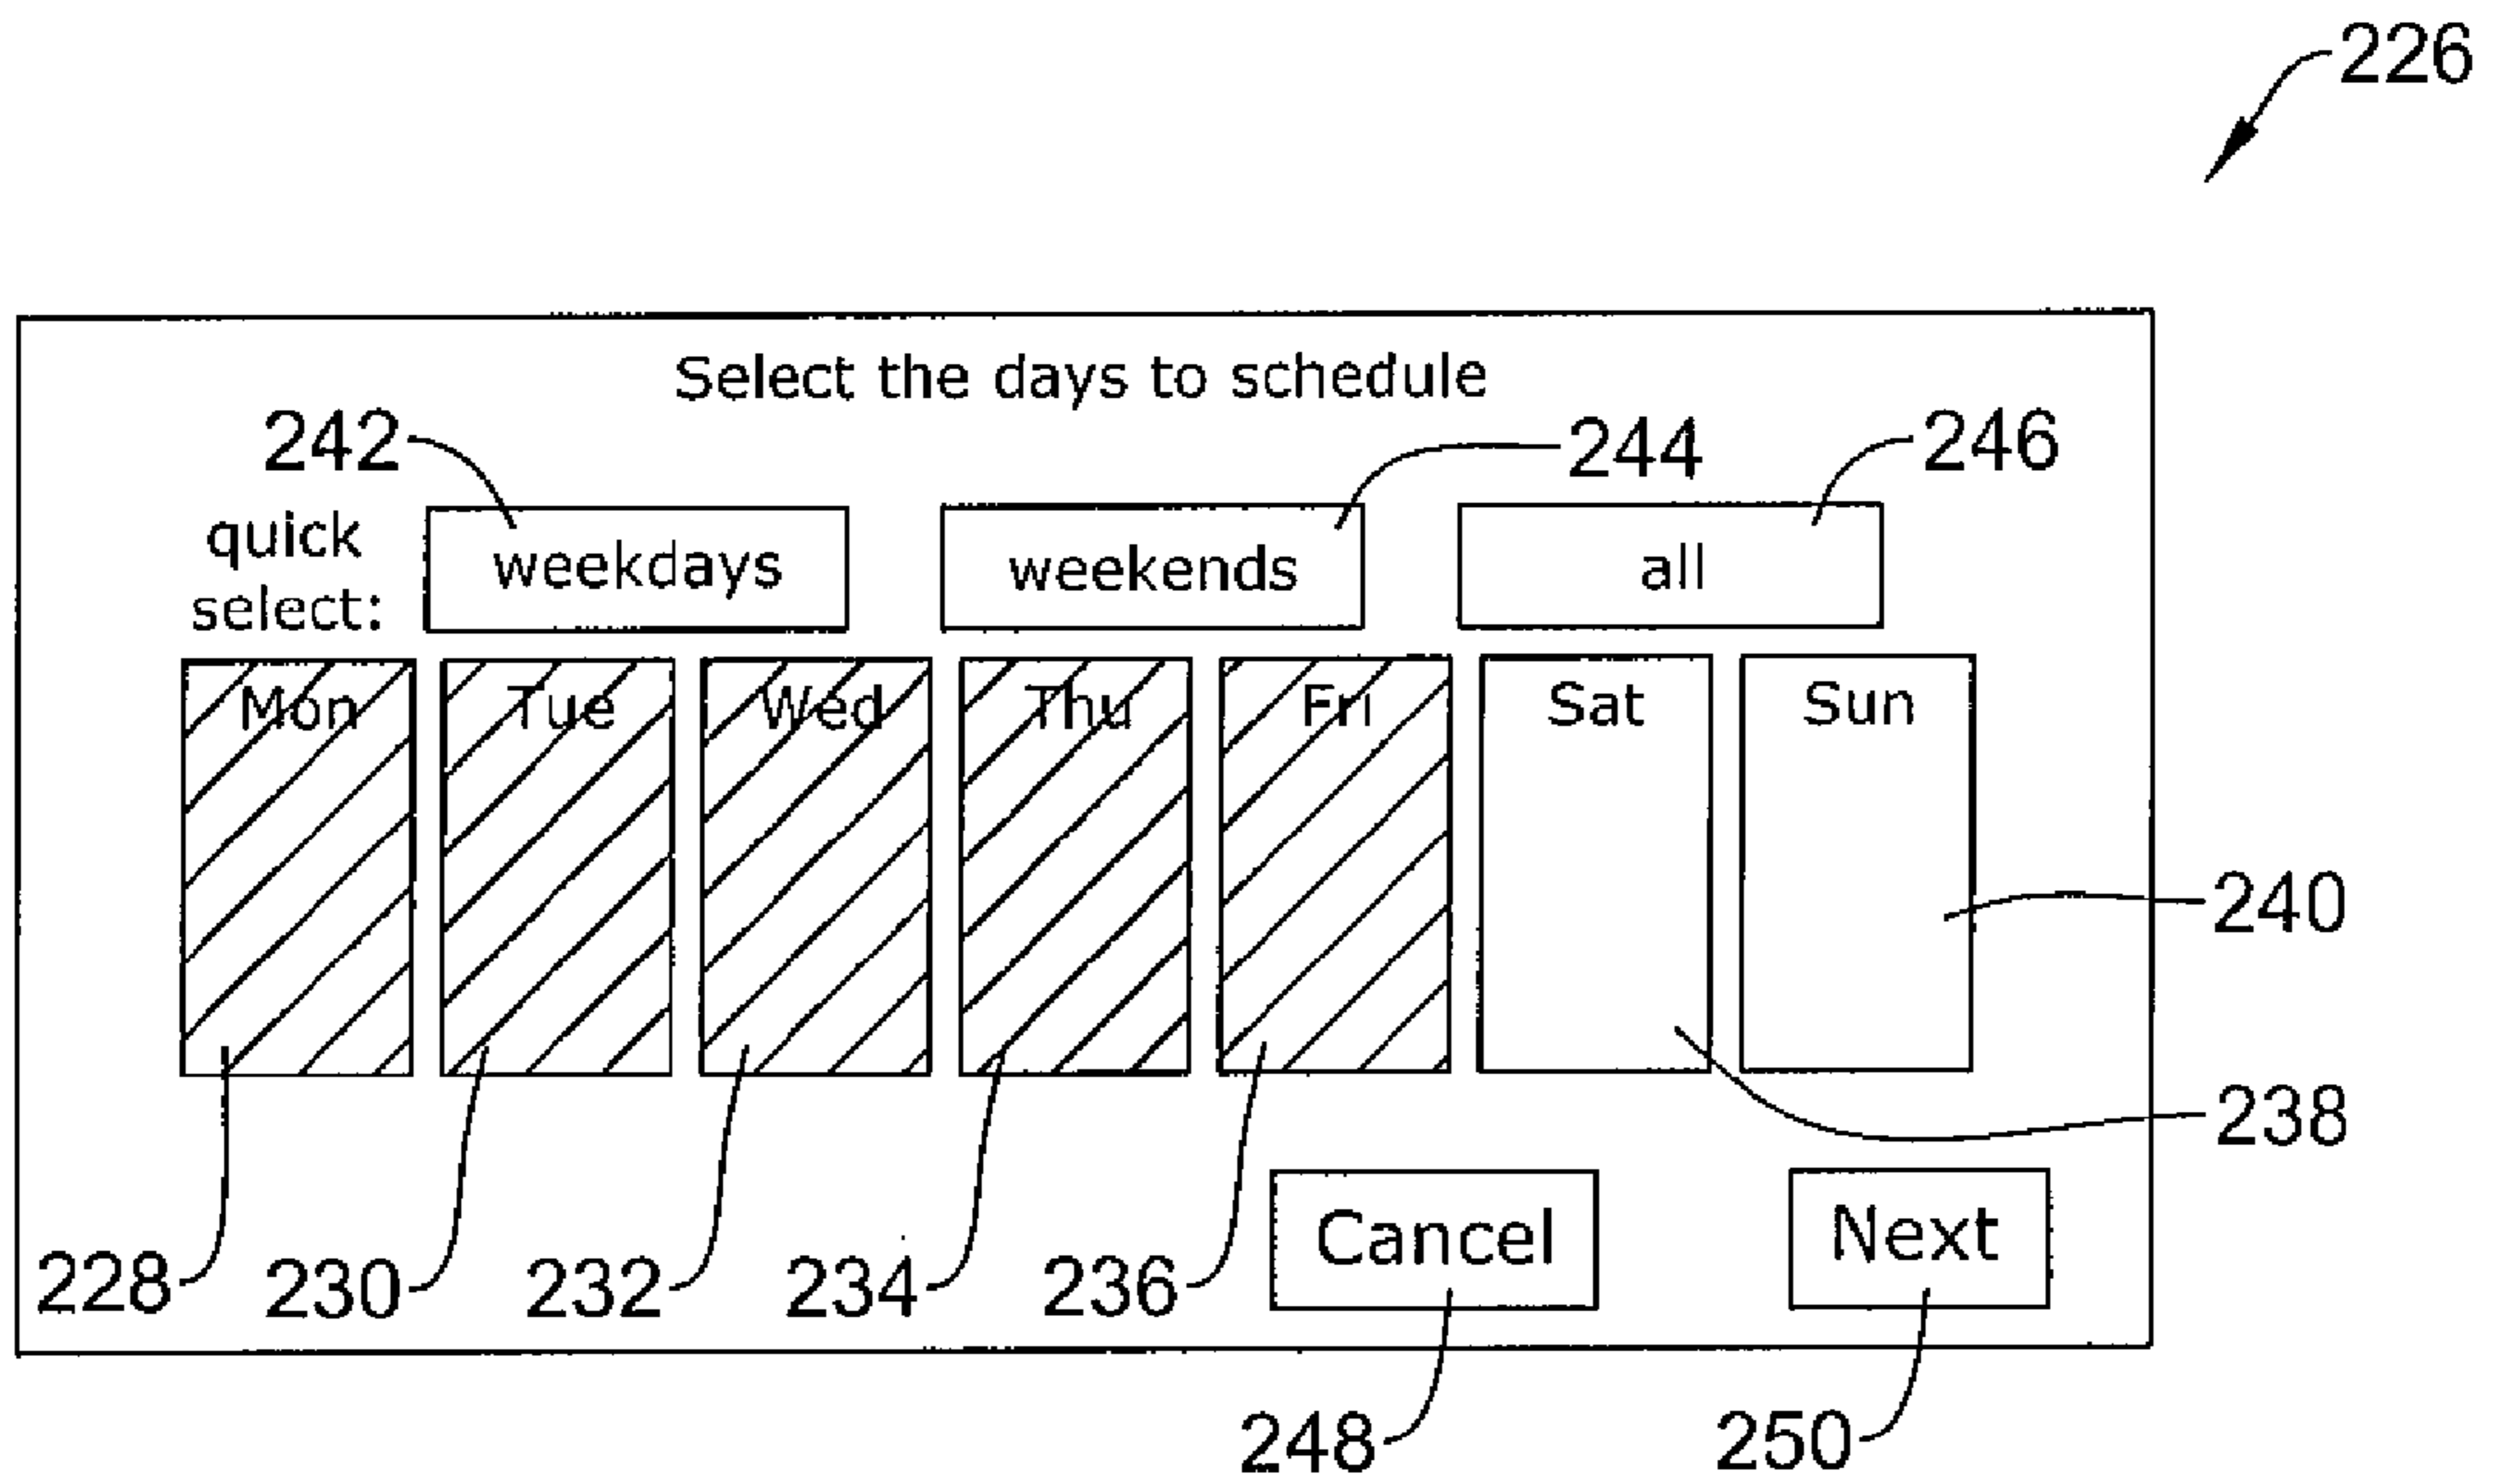 226
Select the days to schedule
242 244 246
quick select: weekdays weekends all
Mon Tue Wed Thu Fri Sat Sun
240
238
Cancel Next
228 230 232 234 236
248 250